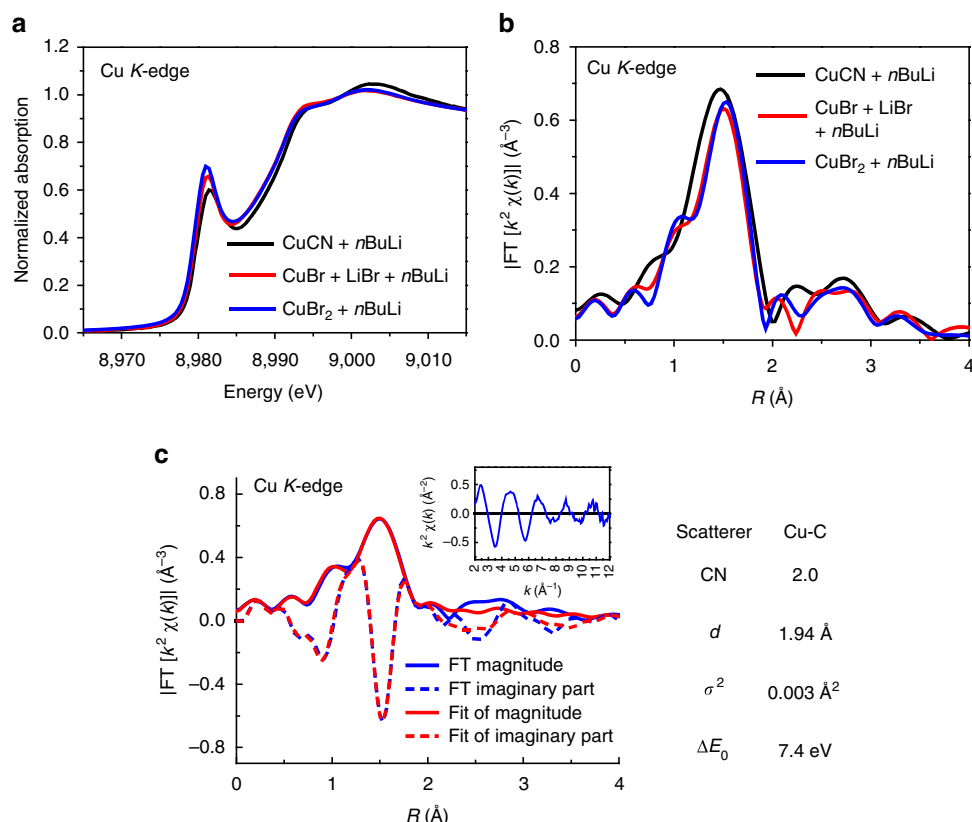 a
Cu K-edge
1.2
1.0
0.8
0.6
0.4
0.2
0.0
Normalized absorption
CuCN + nBuLi
CuBr + LiBr + nBuLi
CuBr₂ + nBuLi
8,970 8,980 8,990 9,000 9,010
Energy (eV)
b
Cu K-edge
0.8
0.6
0.4
0.2
0.0
|FT [k² χ(k)]| (Å⁻³)
CuCN + nBuLi
CuBr + LiBr
+ nBuLi
CuBr₂ + nBuLi
0 1 2 3 4
R (Å)
c
Cu K-edge
0.8
0.4
0.0
−0.4
−0.8
|FT [k² χ(k)]| (Å⁻³)
k² χ(k) (Å⁻²)
0.5
0.0
−0.5
2 3 4 5 6 7 8 9 10 11 12
k (Å⁻¹)
FT magnitude
FT imaginary part
Fit of magnitude
Fit of imaginary part
0 1 2 3 4
R (Å)
Scatterer Cu-C
CN 2.0
d 1.94 Å
σ² 0.003 Å²
ΔE₀ 7.4 eV